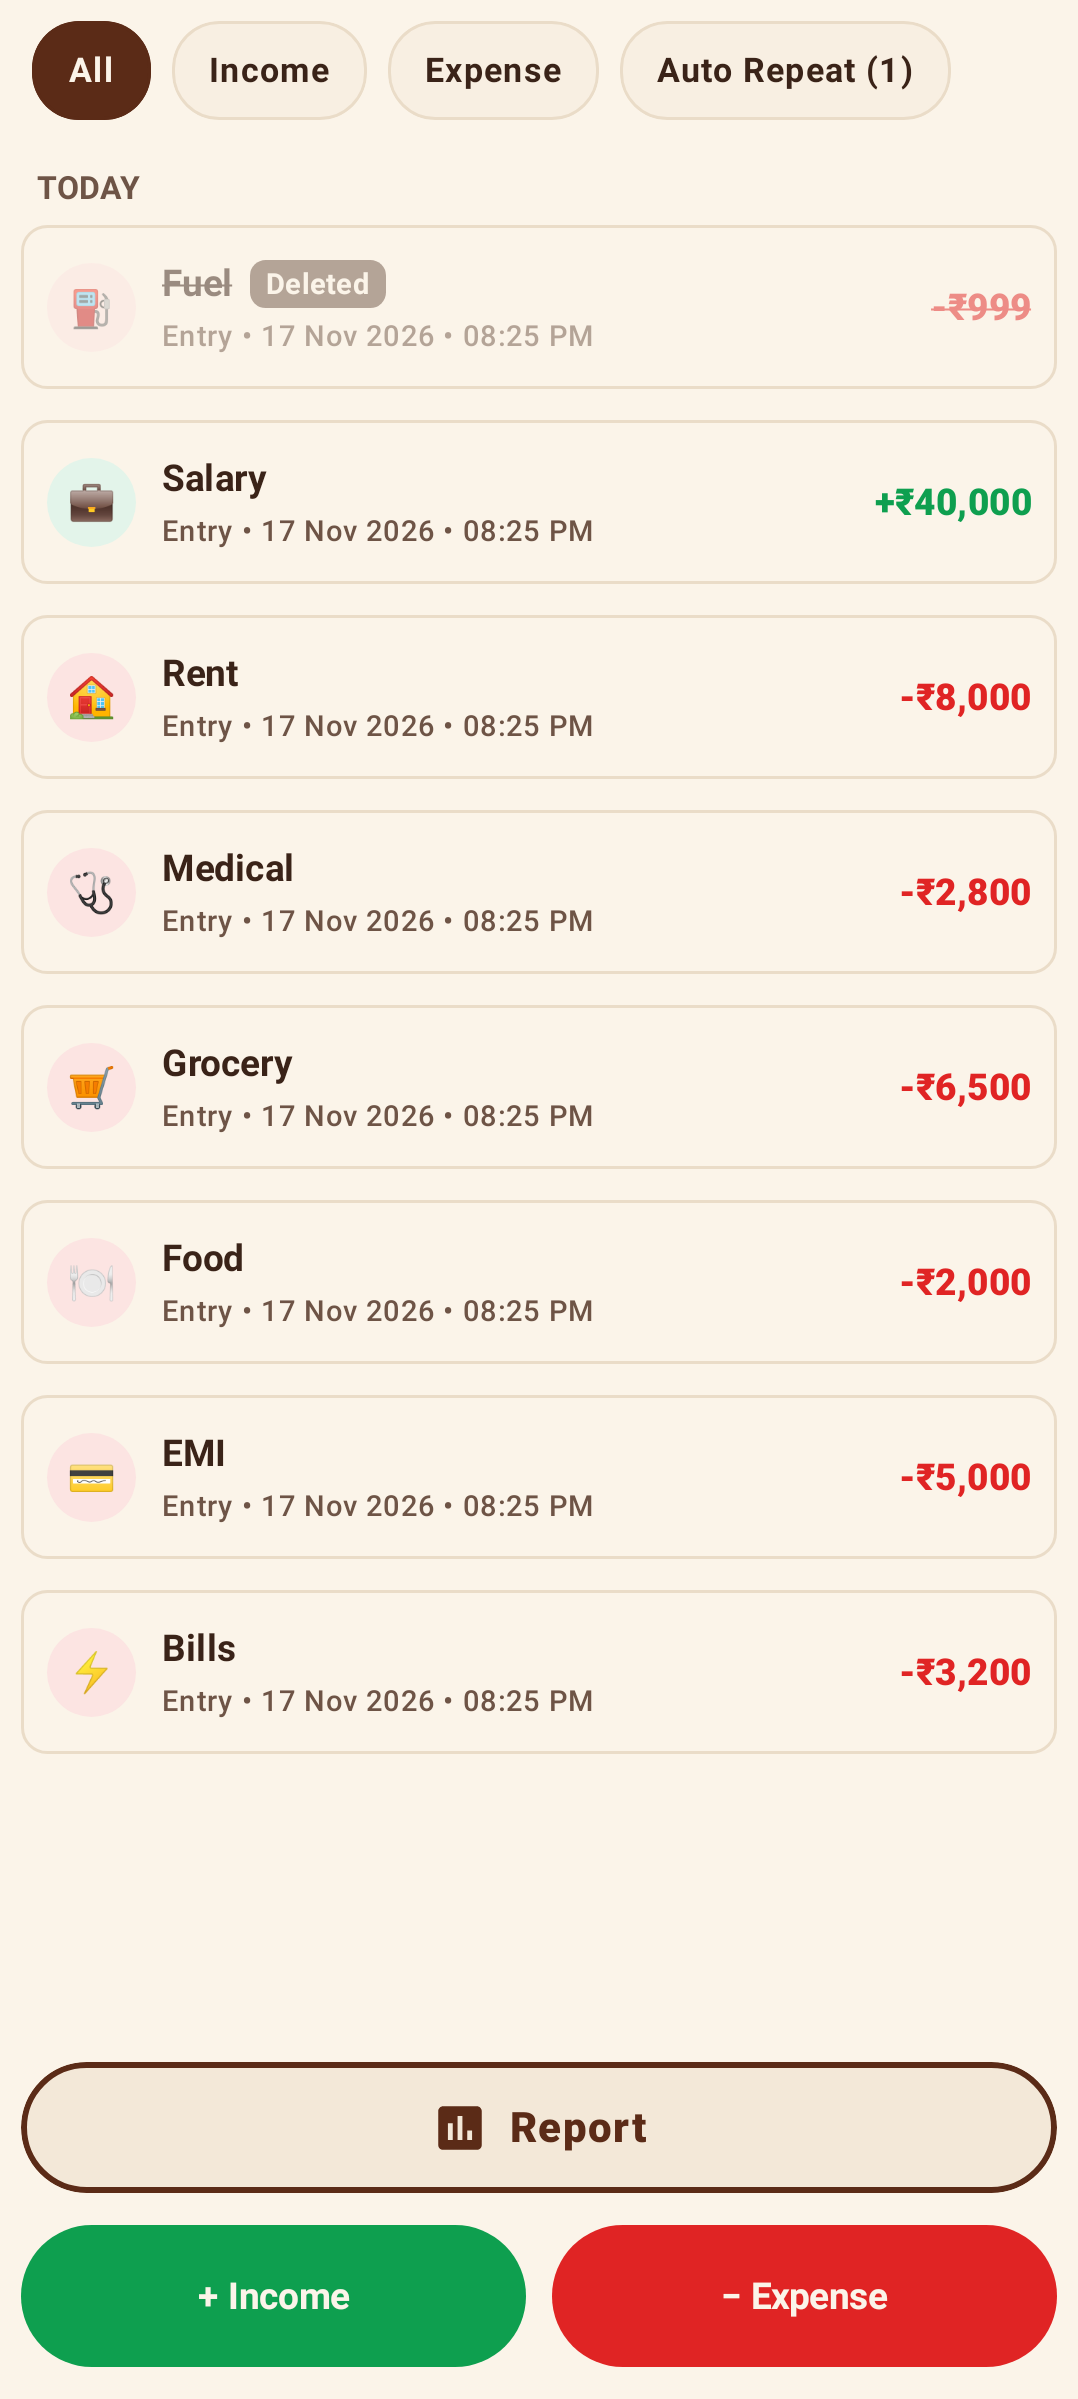 All Income Expense Auto Repeat (1)
TODAY
Fuel Deleted
-₹999
Entry • 17 Nov 2026 • 08:25 PM
Salary
+₹40,000
Entry • 17 Nov 2026 • 08:25 PM
Rent
-₹8,000
Entry • 17 Nov 2026 • 08:25 PM
Medical
-₹2,800
Entry • 17 Nov 2026 • 08:25 PM
Grocery
-₹6,500
Entry • 17 Nov 2026 • 08:25 PM
Food
-₹2,000
Entry • 17 Nov 2026 • 08:25 PM
EMI
-₹5,000
Entry • 17 Nov 2026 • 08:25 PM
Bills
-₹3,200
Entry • 17 Nov 2026 • 08:25 PM
Report
+ Income
− Expense